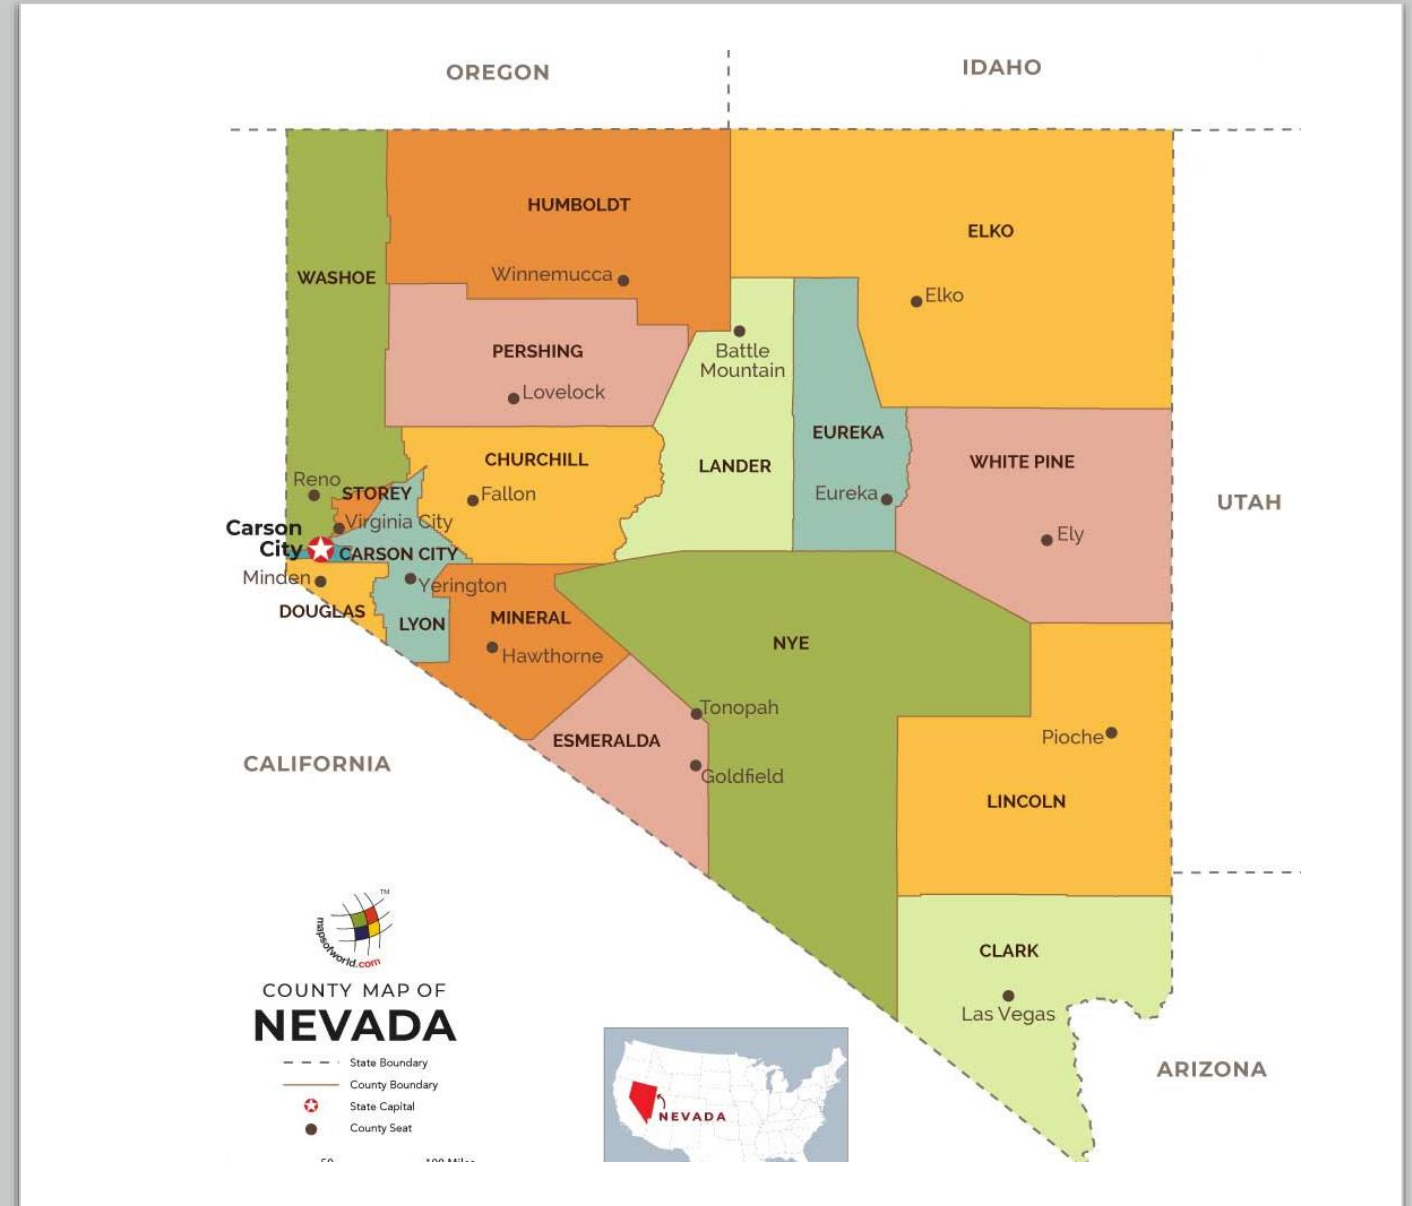 OREGON
IDAHO
HUMBOLDT
ELKO
WASHOE
Winnemucca
Elko
PERSHING
Battle
Mountain
Lovelock
EUREKA
CHURCHILL
LANDER
WHITE PINE
Reno
STOREY
Fallon
Eureka
UTAH
Virginia City
Carson
City
CARSON CITY
Ely
Minden
Yerington
DOUGLAS
LYON
MINERAL
NYE
Hawthorne
Tonopah
ESMERALDA
Pioche
CALIFORNIA
Goldfield
LINCOLN
TM
mapsofworld.com
CLARK
COUNTY MAP OF
NEVADA
Las Vegas
State Boundary
County Boundary
State Capital
County Seat
ARIZONA
NEVADA